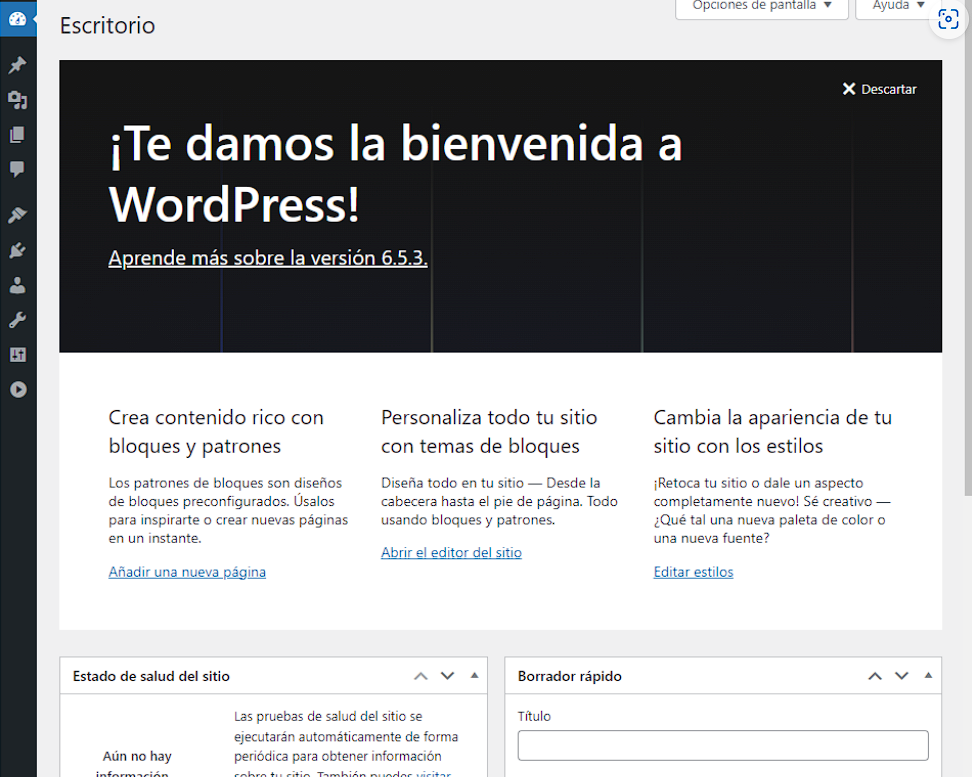 Opciones de pantalla
Ayuda
Escritorio
Descartar
¡Te damos la bienvenida a
WordPress!
Aprende más sobre la versión 6.5.3.
Crea contenido rico con
bloques y patrones
Los patrones de bloques son diseños
de bloques preconfigurados. Úsalos
para inspirarte o crear nuevas páginas
en un instante.
Añadir una nueva página
Personaliza todo tu sitio
con temas de bloques
Diseña todo en tu sitio — Desde la
cabecera hasta el pie de página. Todo
usando bloques y patrones.
Abrir el editor del sitio
Cambia la apariencia de tu
sitio con los estilos
¡Retoca tu sitio o dale un aspecto
completamente nuevo! Sé creativo —
¿Qué tal una nueva paleta de color o
una nueva fuente?
Editar estilos
Estado de salud del sitio
Aún no hay
información
Las pruebas de salud del sitio se
ejecutarán automáticamente de forma
periódica para obtener información
sobre tu sitio. También puedes visitar
Borrador rápido
Título